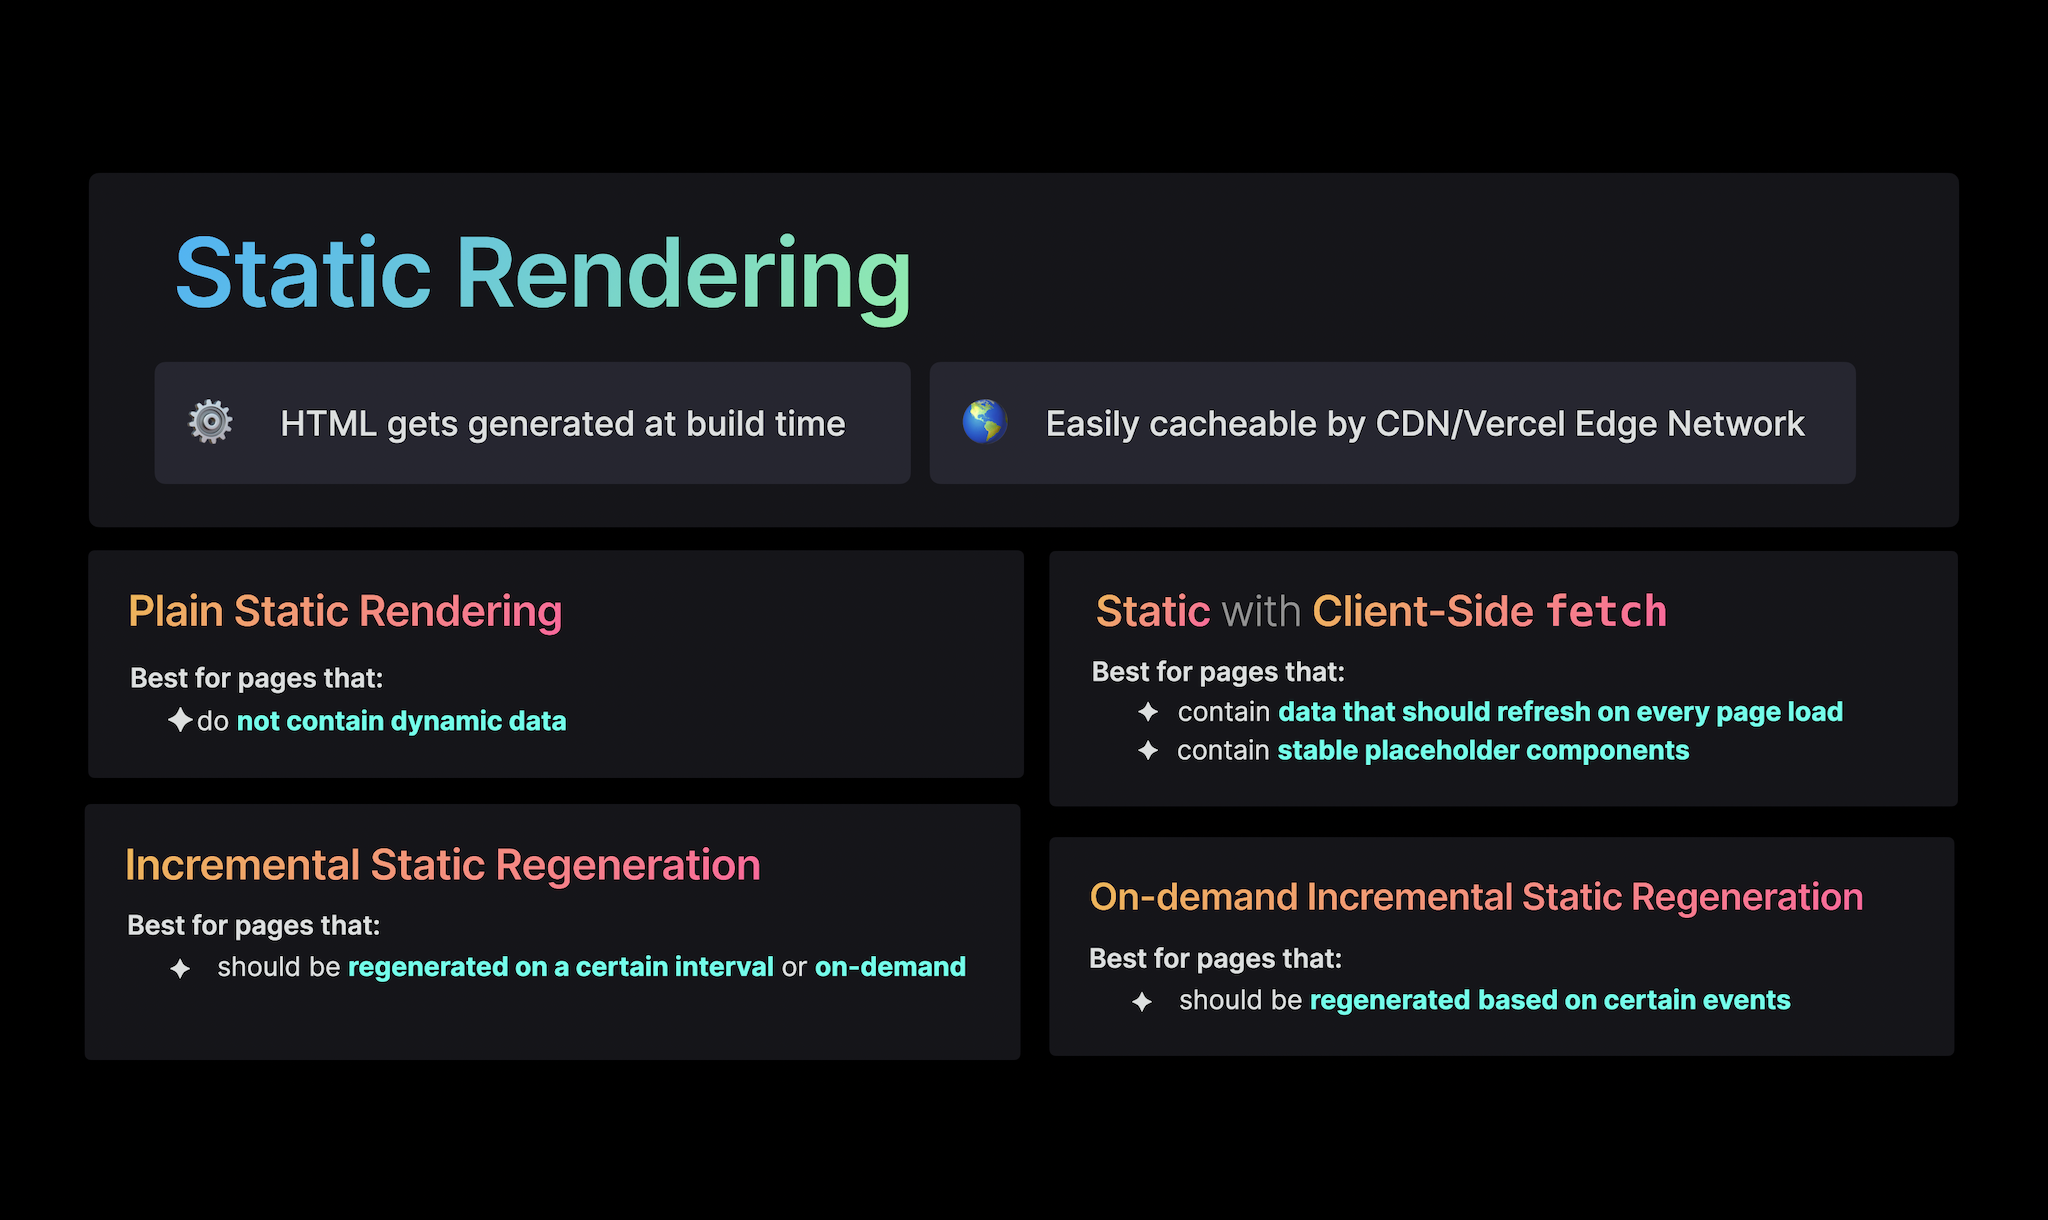 Static Rendering
HTML gets generated at build time
Easily cacheable by CDN/Vercel Edge Network
Plain Static Rendering
Best for pages that:
do not contain dynamic data
Static with Client-Side fetch
Best for pages that:
contain data that should refresh on every page load
contain stable placeholder components
Incremental Static Regeneration
Best for pages that:
should be regenerated on a certain interval or on-demand
On-demand Incremental Static Regeneration
Best for pages that:
should be regenerated based on certain events